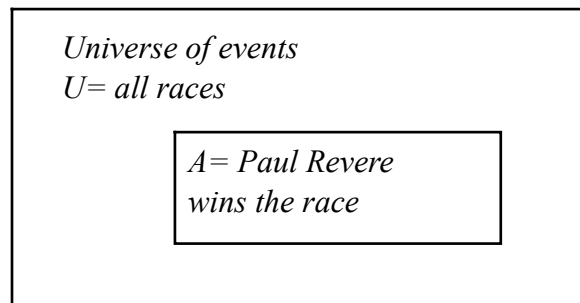 Universe of events
U= all races
A= Paul Revere
wins the race